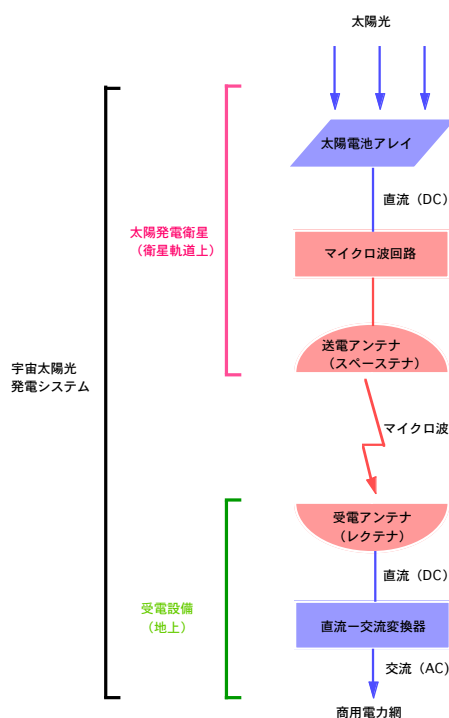 太陽光
太陽電池アレイ
直流（DC）
太陽発電衛星
（衛星軌道上）
マイクロ波回路
送電アンテナ
（スペーステナ）
宇宙太陽光
発電システム
マイクロ波
受電アンテナ
（レクテナ）
直流（DC）
受電設備
（地上）
直流ー交流変換器
交流（AC）
商用電力網